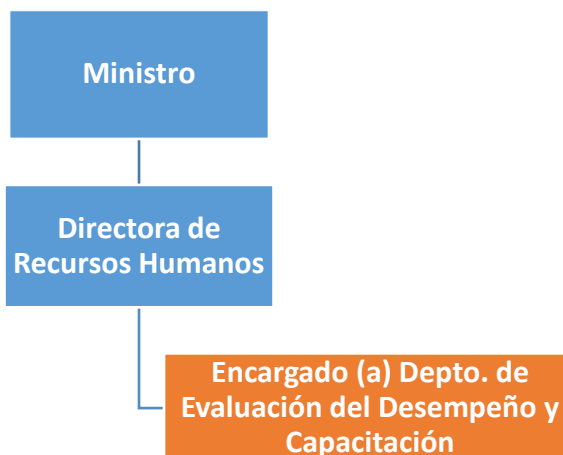 Ministro
Directora de
Recursos Humanos
Encargado (a) Depto. de
Evaluación del Desempeño y
Capacitación